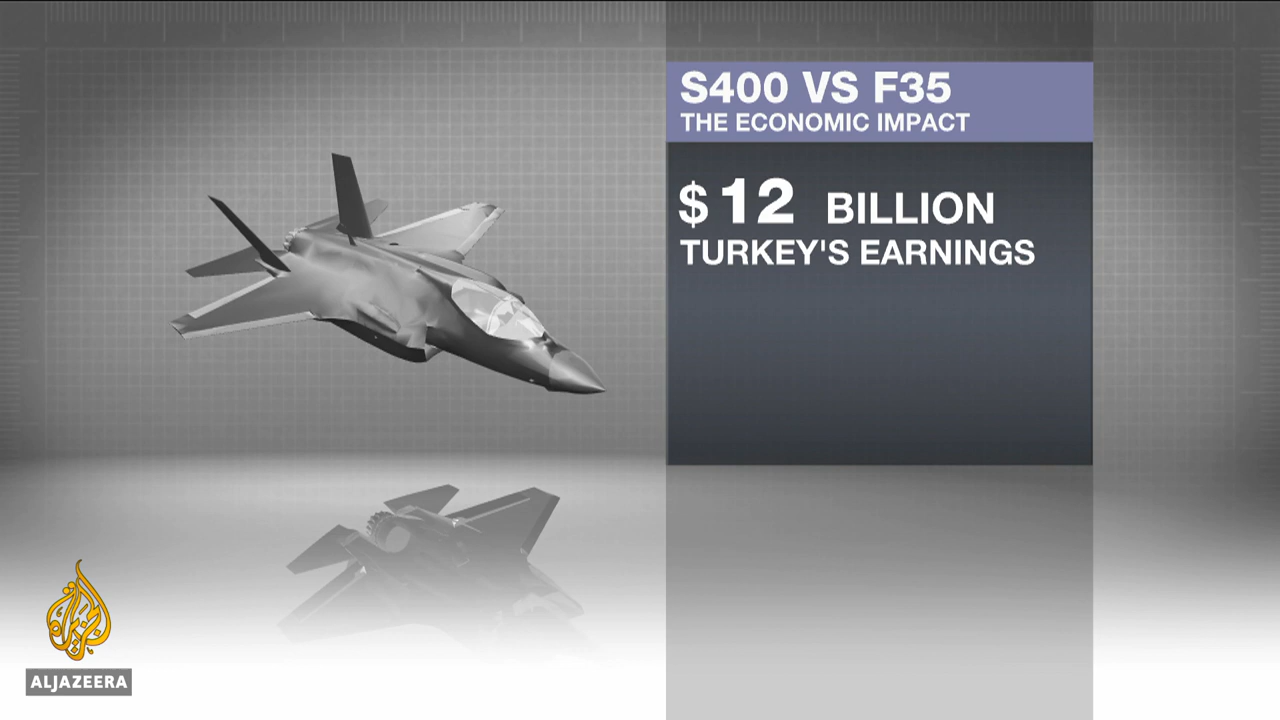 S400 VS F35
THE ECONOMIC IMPACT
$12 BILLION
TURKEY'S EARNINGS
ALJAZEERA